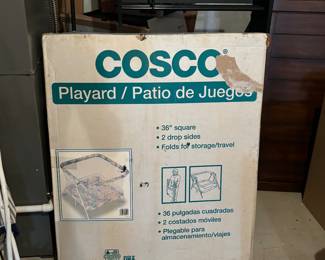 COSCO®
Playard / Patio de Juegos
• 36" square
• 2 drop sides
• Folds for storage/travel
• 36 pulgadas cuadradas
• 2 costados móviles
• Plegable para
almacenamiento/viajes